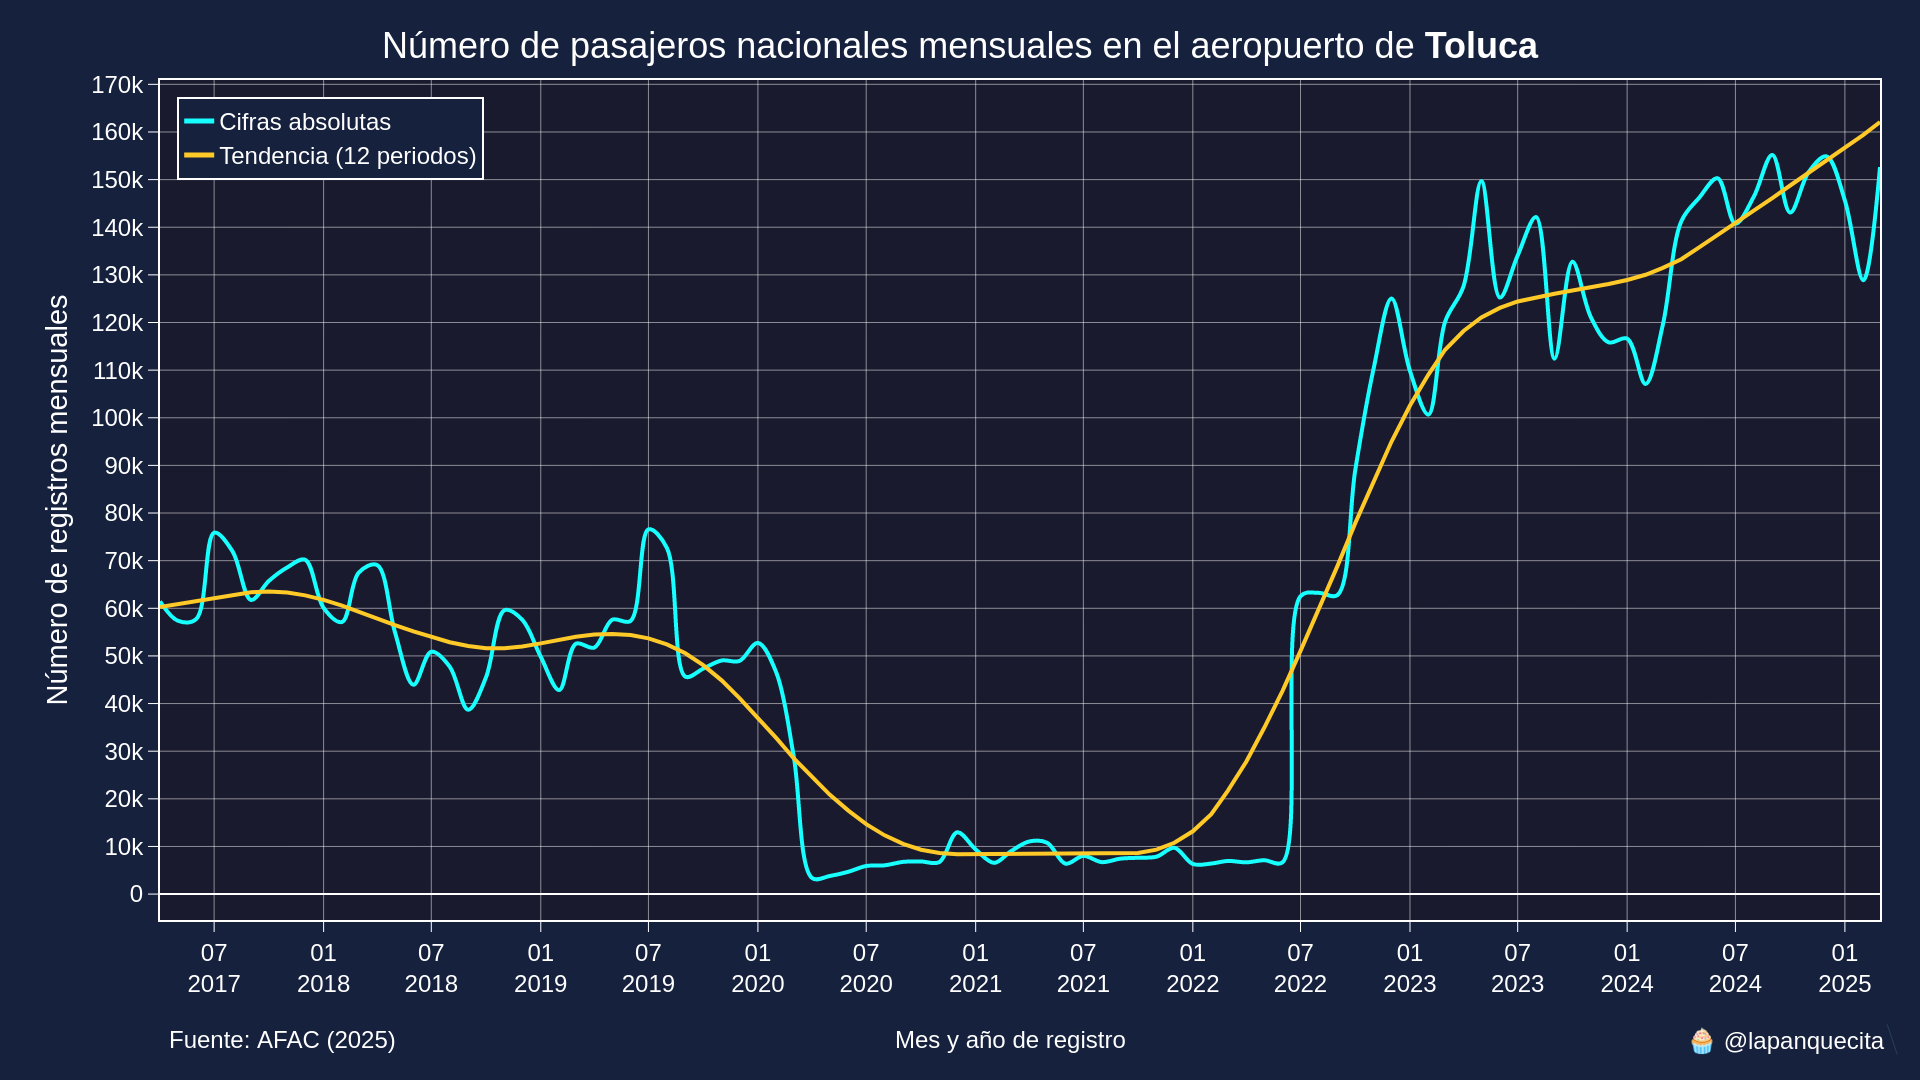 Número de pasajeros nacionales mensuales en el aeropuerto de Toluca
Cifras absolutas
Tendencia (12 periodos)
170k
160k
150k
140k
130k
120k
110k
100k
90k
80k
70k
60k
50k
40k
30k
20k
10k
0
Número de registros mensuales
07 01 07 01 07 01 07 01 07 01 07 01 07 01 07 01
2017 2018 2018 2019 2019 2020 2020 2021 2021 2022 2022 2023 2023 2024 2024 2025
Fuente: AFAC (2025)
Mes y año de registro
🧁 @lapanquecita